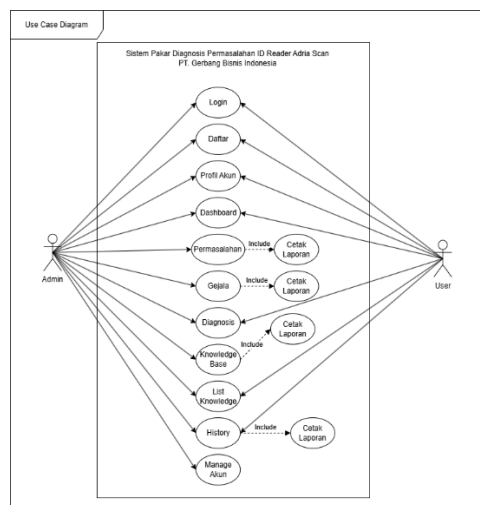 Use Case Diagram
Sistem Pakar Diagnosis Permasalahan ID Reader Adria Scan
PT. Gerbang Bisnis Indonesia
Login
Daftar
Profil Akun
Dashboard
Permasalahan
Include
Cetak
Laporan
Admin
User
Gejala
Include
Cetak
Laporan
Diagnosis
Cetak
Laporan
Include
Knowledge
Base
List
Knowledge
History
Include
Cetak
Laporan
Manage
Akun